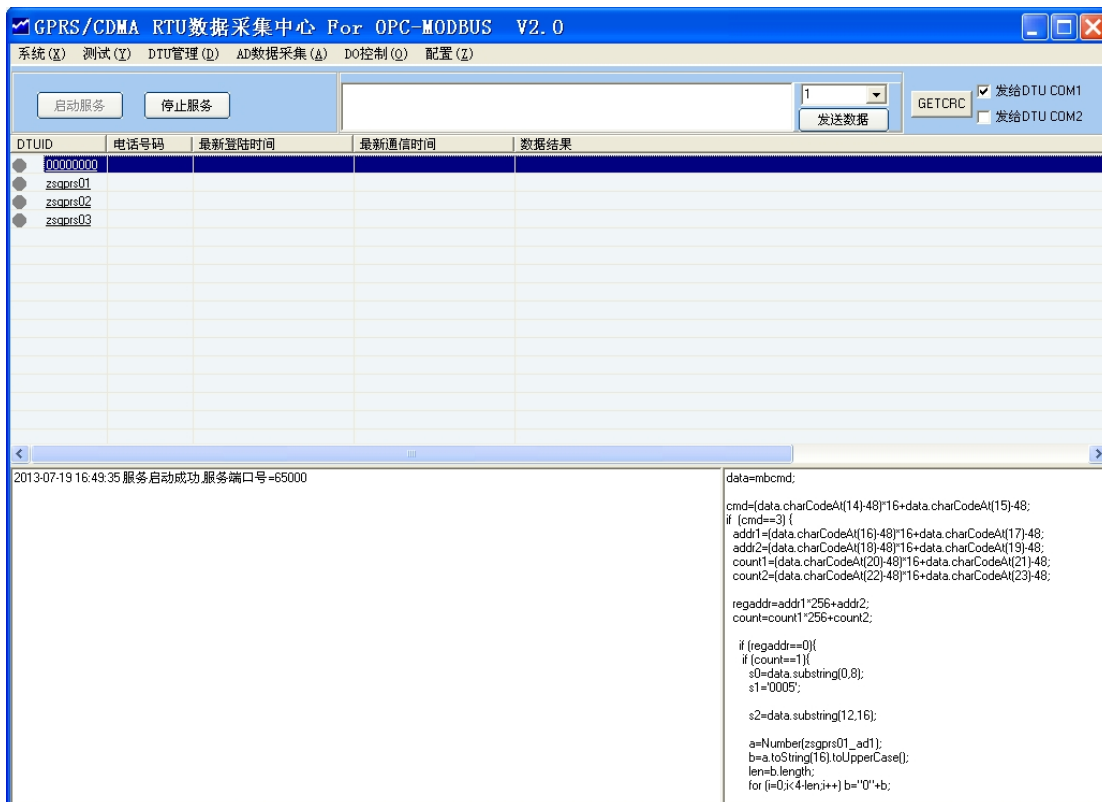 GPRS/CDMA RTU数据采集中心 For OPC-MODBUS V2.0
系统(X) 测试(Y) DTU管理(D) AD数据采集(A) DO控制(O) 配置(Z)
启动服务 停止服务 1 发送数据 GETCRC
发给DTU COM1
发给DTU COM2
DTUID 电话号码 最新登陆时间 最新通信时间 数据结果
00000000
zsgprs01
zsgprs02
zsgprs03
2013-07-19 16:49:35 服务启动成功,服务端口号=65000
data=mbcmd;
cmd=(data.charCodeAt(14)-48)*16+data.charCodeAt(15)-48;
if (cmd==3) {
addr1=(data.charCodeAt(16)-48)*16+data.charCodeAt(17)-48;
addr2=(data.charCodeAt(18)-48)*16+data.charCodeAt(19)-48;
count1=(data.charCodeAt(20)-48)*16+data.charCodeAt(21)-48;
count2=(data.charCodeAt(22)-48)*16+data.charCodeAt(23)-48;
regaddr=addr1*256+addr2;
count=count1*256+count2;
if (regaddr==0){
if (count==1){
s0=data.substring(0,8);
s1='0005';
s2=data.substring(12,16);
a=Number(zsgprs01_ad1);
b=a.toString(16).toUpperCase();
len=b.length;
for (i=0;i<4-len;i++) b="0"+b;